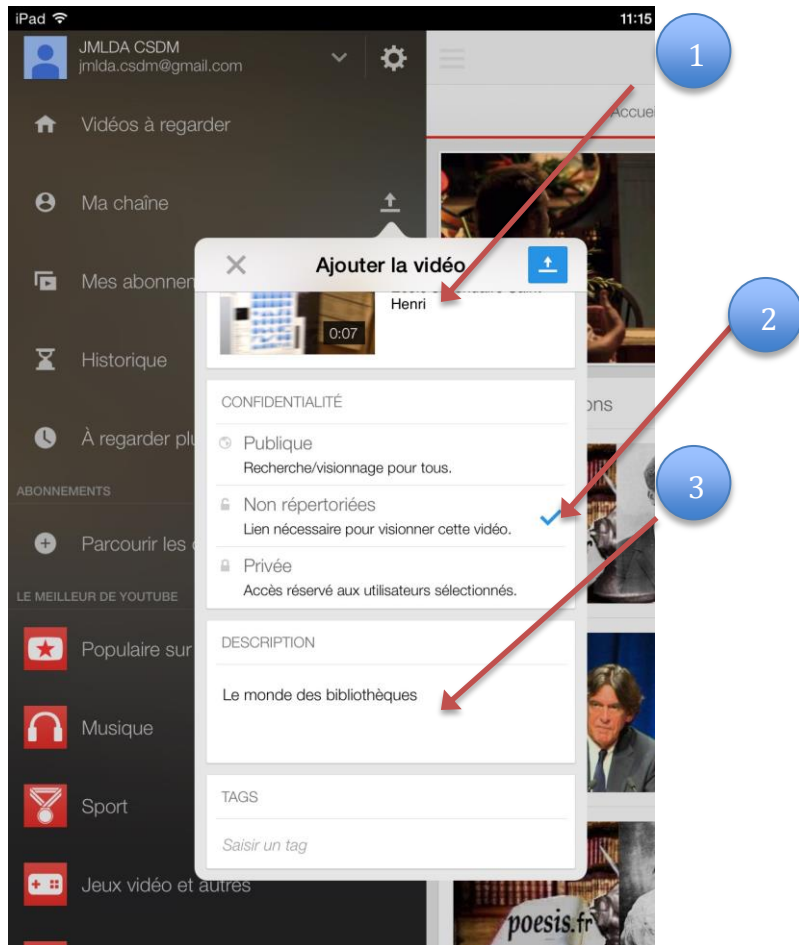 iPad
11:15
1
JMLDA CSDM
jmlda.csdm@gmail.com
Accue
Vidéos à regarder
Ma chaîne
Ajouter la vidéo
Mes abonnen
Henri
0:07
2
Historique
CONFIDENTIALITÉ
ons
À regarder plu
Publique
Recherche/visionnage pour tous.
3
ABONNEMENTS
Non répertoriées
Lien nécessaire pour visionner cette vidéo.
Parcourir les
Privée
Accès réservé aux utilisateurs sélectionnés.
LE MEILLEUR DE YOUTUBE
Populaire sur
DESCRIPTION
Le monde des bibliothèques
Musique
TAGS
Sport
Saisir un tag
Jeux vidéo et autres
poesis.fr